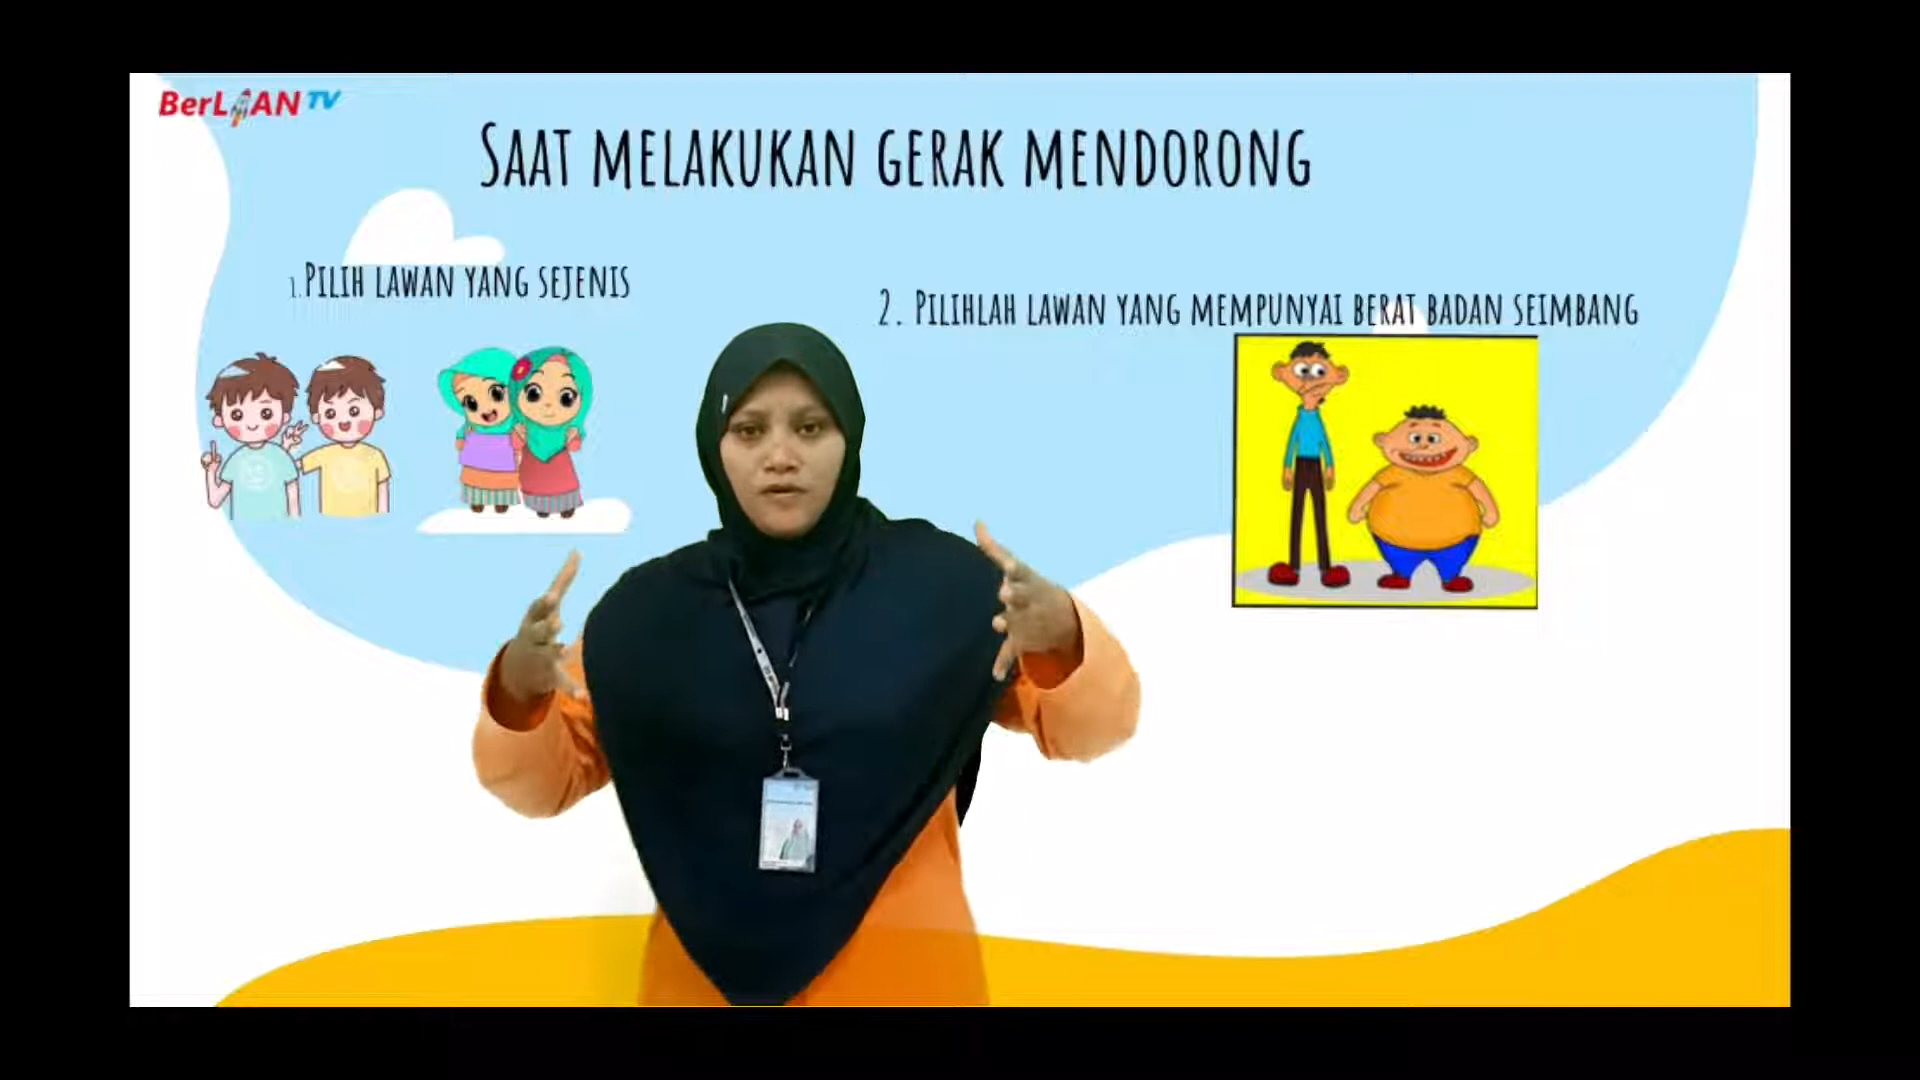 BerLIAN TV
SAAT MELAKUKAN GERAK MENDORONG
1. PILIH LAWAN YANG SEJENIS
2. PILIHLAH LAWAN YANG MEMPUNYAI BERAT BADAN SEIMBANG